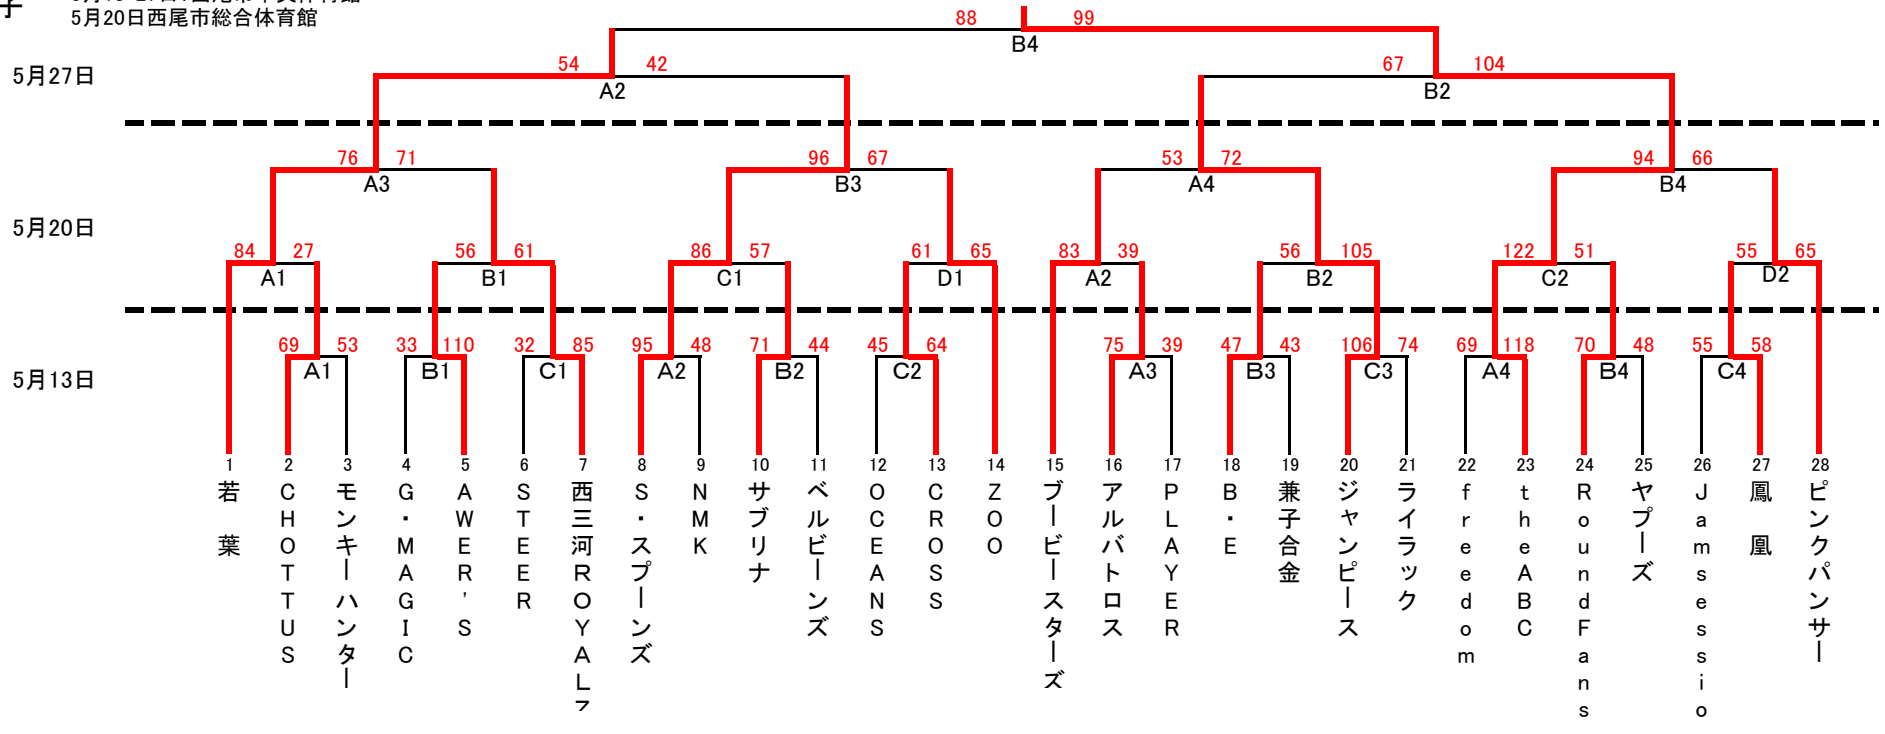 子
5月20日西尾市総合体育館
88 99
B4
5月27日
54 42 67 104
A2 B2
76 71 96 67 53 72 94 66
A3 B3 A4 B4
5月20日
84 27 56 61 86 57 61 65 83 39 56 105 122 51 55 65
A1 B1 C1 D1 A2 B2 C2 D2
69 53 33 110 32 85 95 48 71 44 45 64 75 39 47 43 106 74 69 118 70 48 55 58
A1 B1 C1 A2 B2 C2 A3 B3 C3 A4 B4 C4
5月13日
1 2 3 4 5 6 7 8 9 10 11 12 13 14 15 16 17 18 19 20 21 22 23 24 25 26 27 28
若葉
CHOTTUS
モンキーハンター
G・MAGIC
AWER'S
STEER
西三河ROYALZ
S・スプーンズ
NMK
サブリナ
ベルビーンズ
OCEANS
CROSS
ZOO
ブービースターズ
アルバトロス
PLAYER
B・E
兼子合金
ジャンピース
ライラック
freedom
theABC
RoundFans
ヤプーズ
Jamsessio
鳳凰
ピンクパンサー